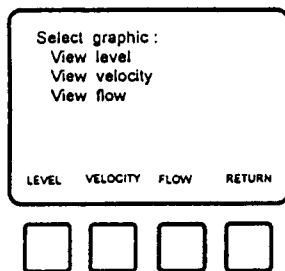 Select graphic :
View level
View velocity
View flow
LEVEL VELOCITY FLOW RETURN